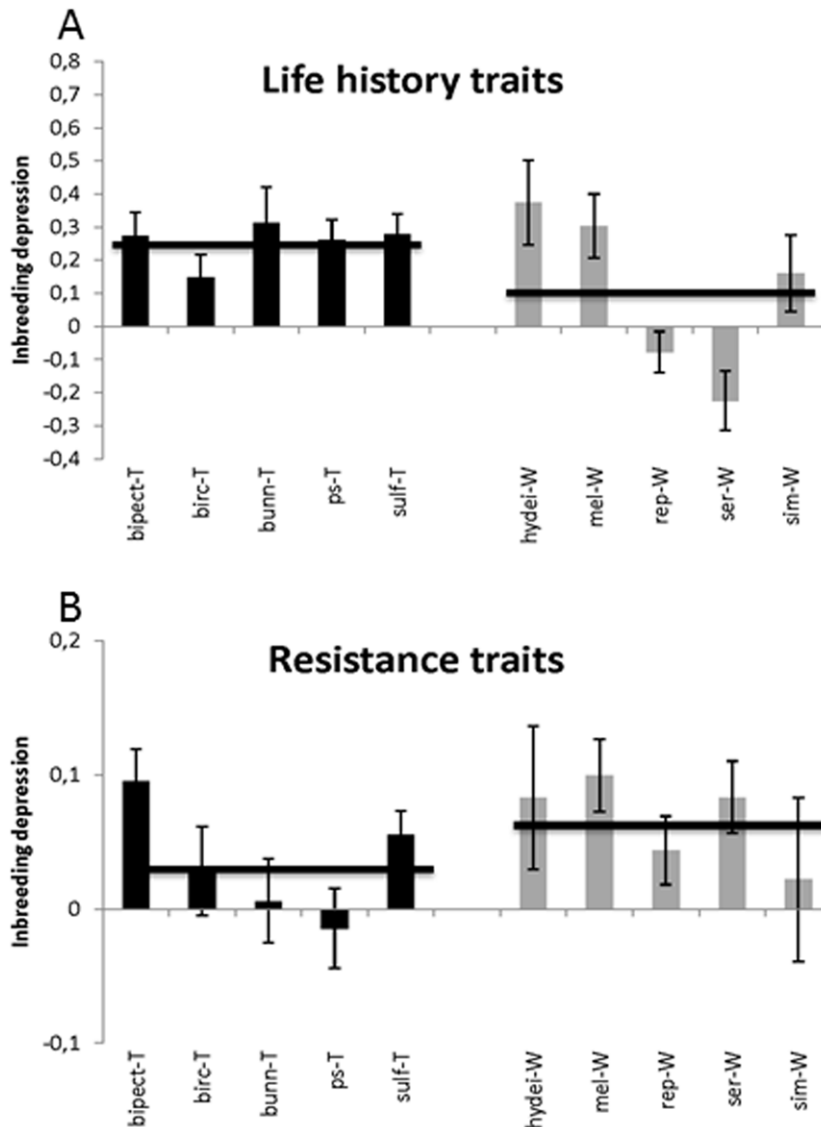 A
Life history traits
Inbreeding depression
0,8
0,7
0,6
0,5
0,4
0,3
0,2
0,1
0
-0,1
-0,2
-0,3
-0,4
bipect-T
birc-T
bunn-T
ps-T
sulf-T
hydei-W
mel-W
rep-W
ser-W
sim-W
B
Resistance traits
Inbreeding depression
0,2
0,1
0
-0,1
bipect-T
birc-T
bunn-T
ps-T
sulf-T
hydei-W
mel-W
rep-W
ser-W
sim-W